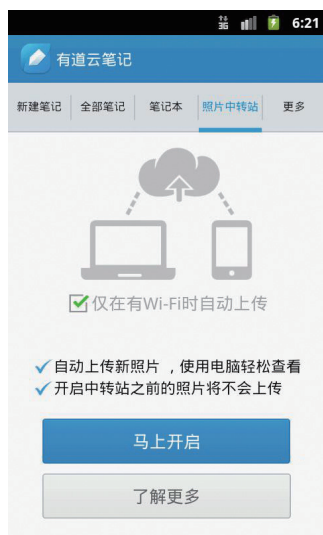 3G 6:21
有道云笔记
新建笔记 全部笔记 笔记本 照片中转站 更多
仅在有Wi-Fi时自动上传
自动上传新照片 ，使用电脑轻松查看
开启中转站之前的照片将不会上传
马上开启
了解更多